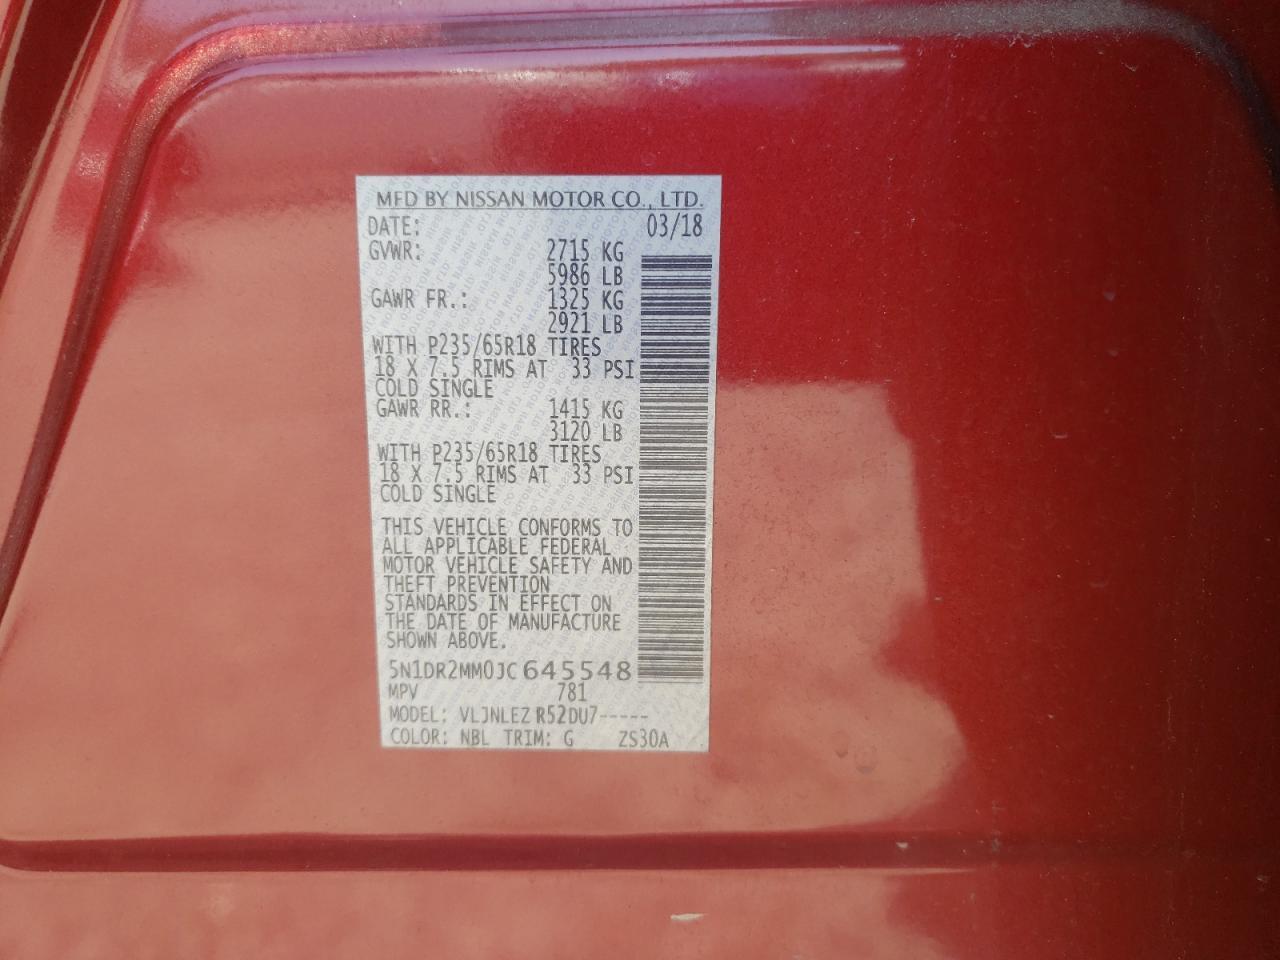 MFD BY NISSAN MOTOR CO., LTD.
DATE: 03/18
GVWR: 2715 KG
5986 LB
GAWR FR.: 1325 KG
2921 LB
WITH P235/65R18 TIRES
18 X 7.5 RIMS AT 33 PSI
COLD SINGLE
GAWR RR.: 1415 KG
3120 LB
WITH P235/65R18 TIRES
18 X 7.5 RIMS AT 33 PSI
COLD SINGLE
THIS VEHICLE CONFORMS TO
ALL APPLICABLE FEDERAL
MOTOR VEHICLE SAFETY AND
THEFT PREVENTION
STANDARDS IN EFFECT ON
THE DATE OF MANUFACTURE
SHOWN ABOVE.
5N1DR2MM0JC645548
MPV 781
MODEL: VLJNLEZ R52DU7-----
COLOR: NBL TRIM: G ZS30A